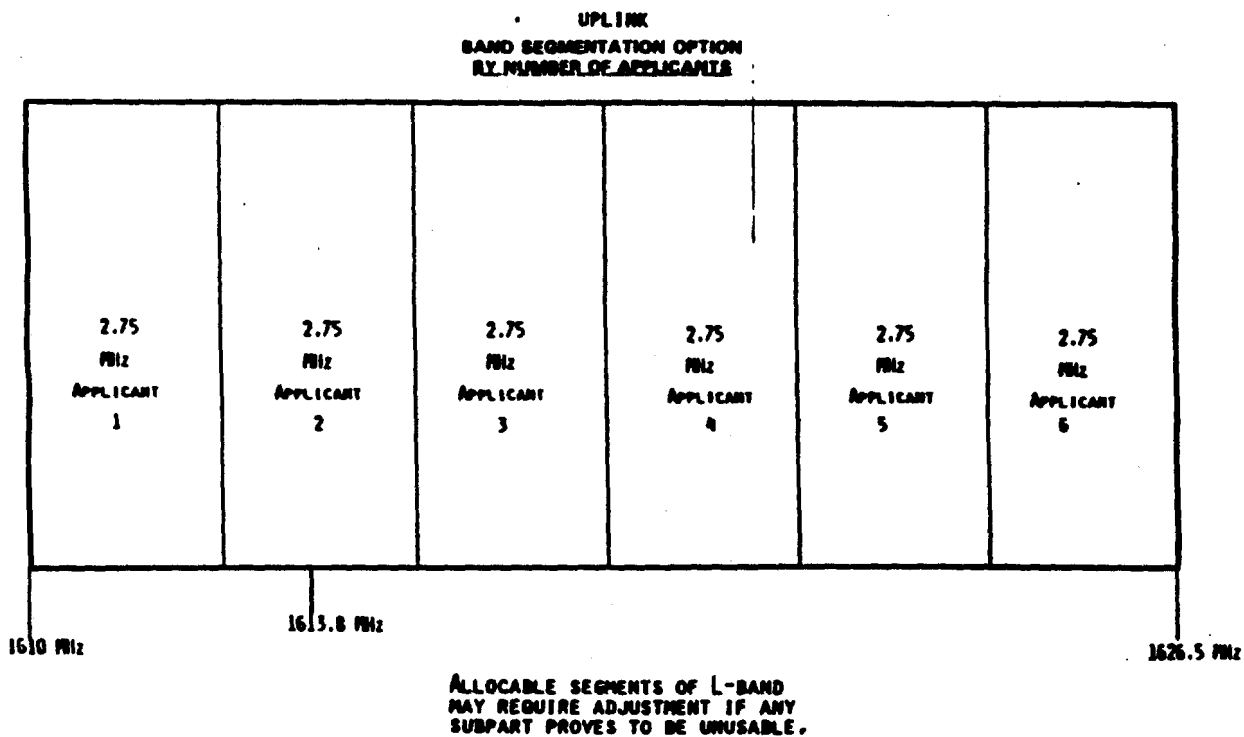 UPLINK
BAND SEGMENTATION OPTION
BY NUMBER OF APPLICANTS
2.75
MHz
APPLICANT
1
2.75
MHz
APPLICANT
2
2.75
MHz
APPLICANT
3
2.75
MHz
APPLICANT
4
2.75
MHz
APPLICANT
5
2.75
MHz
APPLICANT
6
1610 MHz
1613.8 MHz
1626.5 MHz
ALLOCABLE SEGMENTS OF L-BAND
MAY REQUIRE ADJUSTMENT IF ANY
SUBPART PROVES TO BE UNUSABLE.